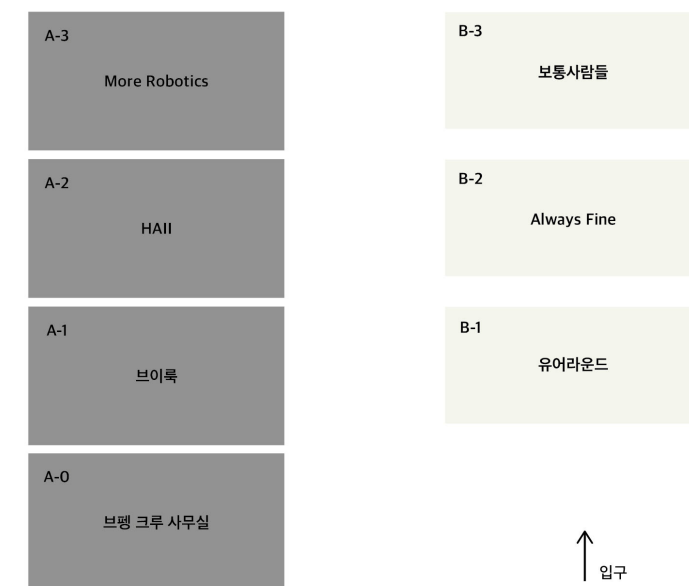 A-3
More Robotics
A-2
HAII
A-1
브이룩
A-0
브펭 크루 사무실
B-3
보통사람들
B-2
Always Fine
B-1
유어라운드
입구